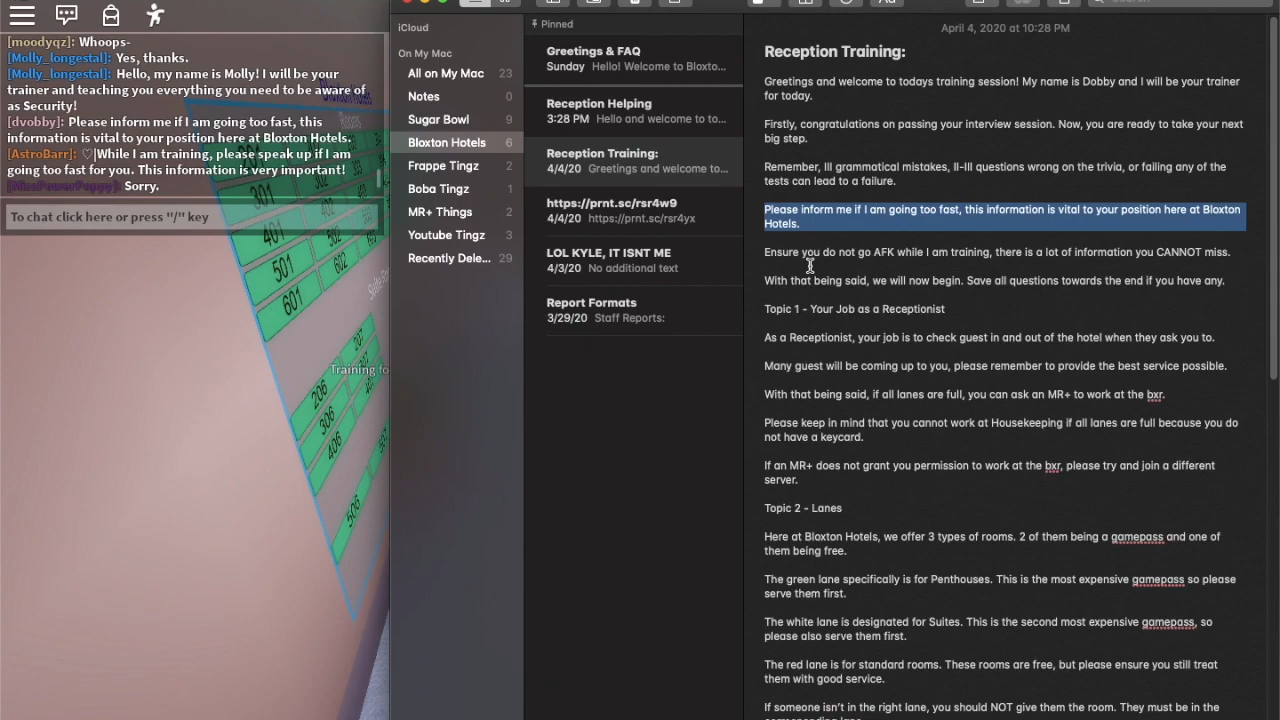 [moodyqz]: Whoops-
[Molly_longestal]: Yes, thanks.
[Molly_longestal]: Hello, my name is Molly! I will be your
trainer and teaching you everything you need to be aware of
as Security!
[dvobby]: Please inform me if I am going too fast, this
information is vital to your position here at Bloxton Hotels.
[AstroBarr]: ♡|While I am training, please speak up if I am
going too fast for you. This information is very important!
[MissPowerPuppy]: Sorry.
To chat click here or press "/" key
401
501
601
502
602
206
306
406
506
207
Training fo
iCloud
On My Mac
All on My Mac 23
Notes 0
Sugar Bowl 9
Bloxton Hotels 6
Frappe Tingz 2
Boba Tingz 1
MR+ Things 2
Youtube Tingz 3
Recently Dele... 29
Pinned
Greetings & FAQ
Sunday Hello! Welcome to Bloxto...
Reception Helping
3:28 PM Hello and welcome to to...
Reception Training:
4/4/20 Greetings and welcome to...
https://prnt.sc/rsr4w9
4/4/20 https://prnt.sc/rsr4yx
LOL KYLE, IT ISNT ME
4/3/20 No additional text
Report Formats
3/29/20 Staff Reports:
April 4, 2020 at 10:28 PM
Reception Training:
Greetings and welcome to todays training session! My name is Dobby and I will be your trainer
for today.
Firstly, congratulations on passing your interview session. Now, you are ready to take your next
big step.
Remember, III grammatical mistakes, II-III questions wrong on the trivia, or failing any of the
tests can lead to a failure.
Please inform me if I am going too fast, this information is vital to your position here at Bloxton
Hotels.
Ensure you do not go AFK while I am training, there is a lot of information you CANNOT miss.
With that being said, we will now begin. Save all questions towards the end if you have any.
Topic 1 - Your Job as a Receptionist
As a Receptionist, your job is to check guest in and out of the hotel when they ask you to.
Many guest will be coming up to you, please remember to provide the best service possible.
With that being said, if all lanes are full, you can ask an MR+ to work at the bxr.
Please keep in mind that you cannot work at Housekeeping if all lanes are full because you do
not have a keycard.
If an MR+ does not grant you permission to work at the bxr, please try and join a different
server.
Topic 2 - Lanes
Here at Bloxton Hotels, we offer 3 types of rooms. 2 of them being a gamepass and one of
them being free.
The green lane specifically is for Penthouses. This is the most expensive gamepass so please
serve them first.
The white lane is designated for Suites. This is the second most expensive gamepass, so
please also serve them first.
The red lane is for standard rooms. These rooms are free, but please ensure you still treat
them with good service.
If someone isn't in the right lane, you should NOT give them the room. They must be in the